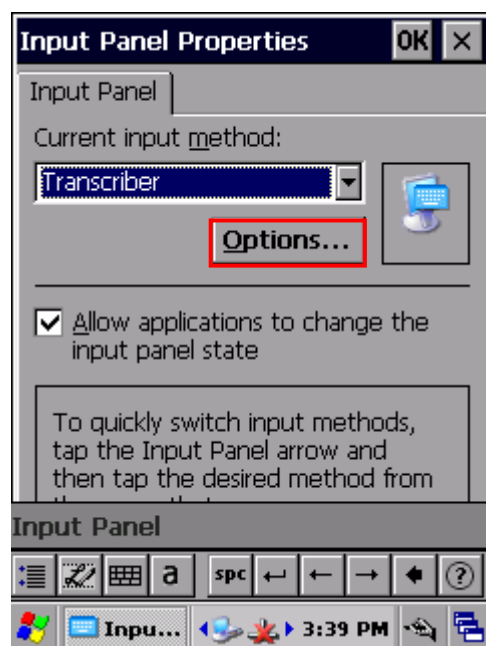 Input Panel Properties OK ×
Input Panel
Current input method:
Transcriber
Options...
Allow applications to change the
input panel state
To quickly switch input methods,
tap the Input Panel arrow and
then tap the desired method from
Input Panel
a spc ?
Inpu... 3:39 PM